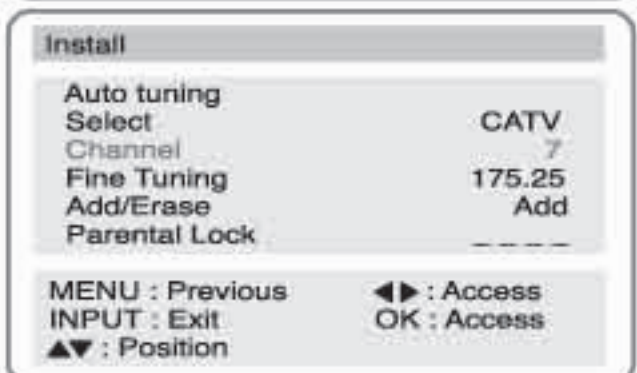 Install
Auto tuning
Select CATV
Channel 7
Fine Tuning 175.25
Add/Erase Add
Parental Lock _ _ _ _
MENU : Previous ◀▶ : Access
INPUT : Exit OK : Access
▲▼ : Position